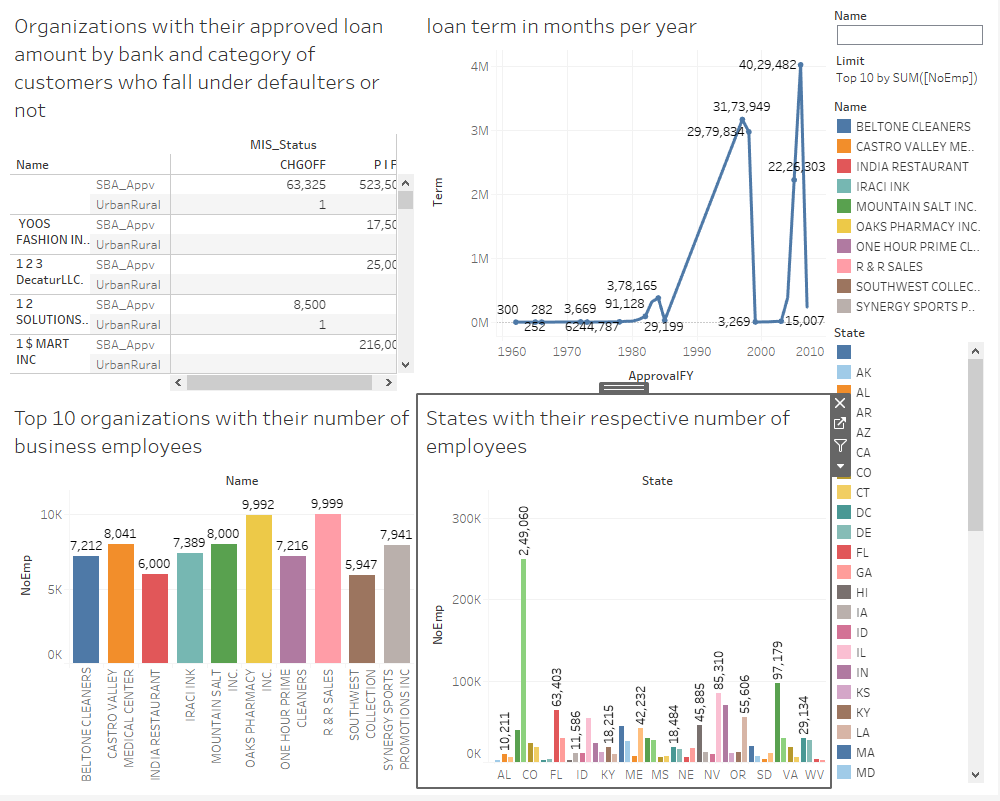 Organizations with their approved loan
amount by bank and category of
customers who fall under defaulters or
not
MIS_Status
Name CHGOFF P I F
SBA_Appv 63,325 523,50
UrbanRural 1
YOOS
FASHION IN..
SBA_Appv 17,50
UrbanRural
1 2 3
DecaturLLC.
SBA_Appv 25,00
UrbanRural
1 2
SOLUTIONS..
SBA_Appv 8,500
UrbanRural 1
1 $ MART
INC
SBA_Appv 216,00
UrbanRural
loan term in months per year
Term
4M
3M
2M
1M
0M
40,29,482
31,73,949
29,79,834
22,26,303
3,78,165
300
282
3,669
91,128
252
6244,787
29,199
3,269
15,007
1960 1970 1980 1990 2000 2010
ApprovalFY
Name
Limit
Top 10 by SUM([NoEmp])
Name
BELTONE CLEANERS
CASTRO VALLEY ME..
INDIA RESTAURANT
IRACI INK
MOUNTAIN SALT INC.
OAKS PHARMACY INC.
ONE HOUR PRIME CL..
R & R SALES
SOUTHWEST COLLEC..
SYNERGY SPORTS P..
State
AK
AL
AR
AZ
CA
CO
CT
DC
DE
FL
GA
HI
IA
ID
IL
IN
KS
KY
LA
MA
MD
Top 10 organizations with their number of
business employees
Name
NoEmp
10K
5K
0K
7,212
8,041
6,000
7,389
8,000
9,992
7,216
9,999
5,947
7,941
BELTONE CLEANERS
CASTRO VALLEY
MEDICAL CENTER
INDIA RESTAURANT
IRACI INK
MOUNTAIN SALT
INC.
OAKS PHARMACY
INC.
ONE HOUR PRIME
CLEANERS
R & R SALES
SOUTHWEST
COLLECTION
SYNERGY SPORTS
PROMOTIONS INC
States with their respective number of
employees
State
NoEmp
300K
200K
100K
0K
10,211
2,49,060
63,403
11,586
18,215
42,232
18,484
45,885
85,310
55,606
97,179
29,134
AL CO FL ID KY ME MS NE NV OR SD VA WV